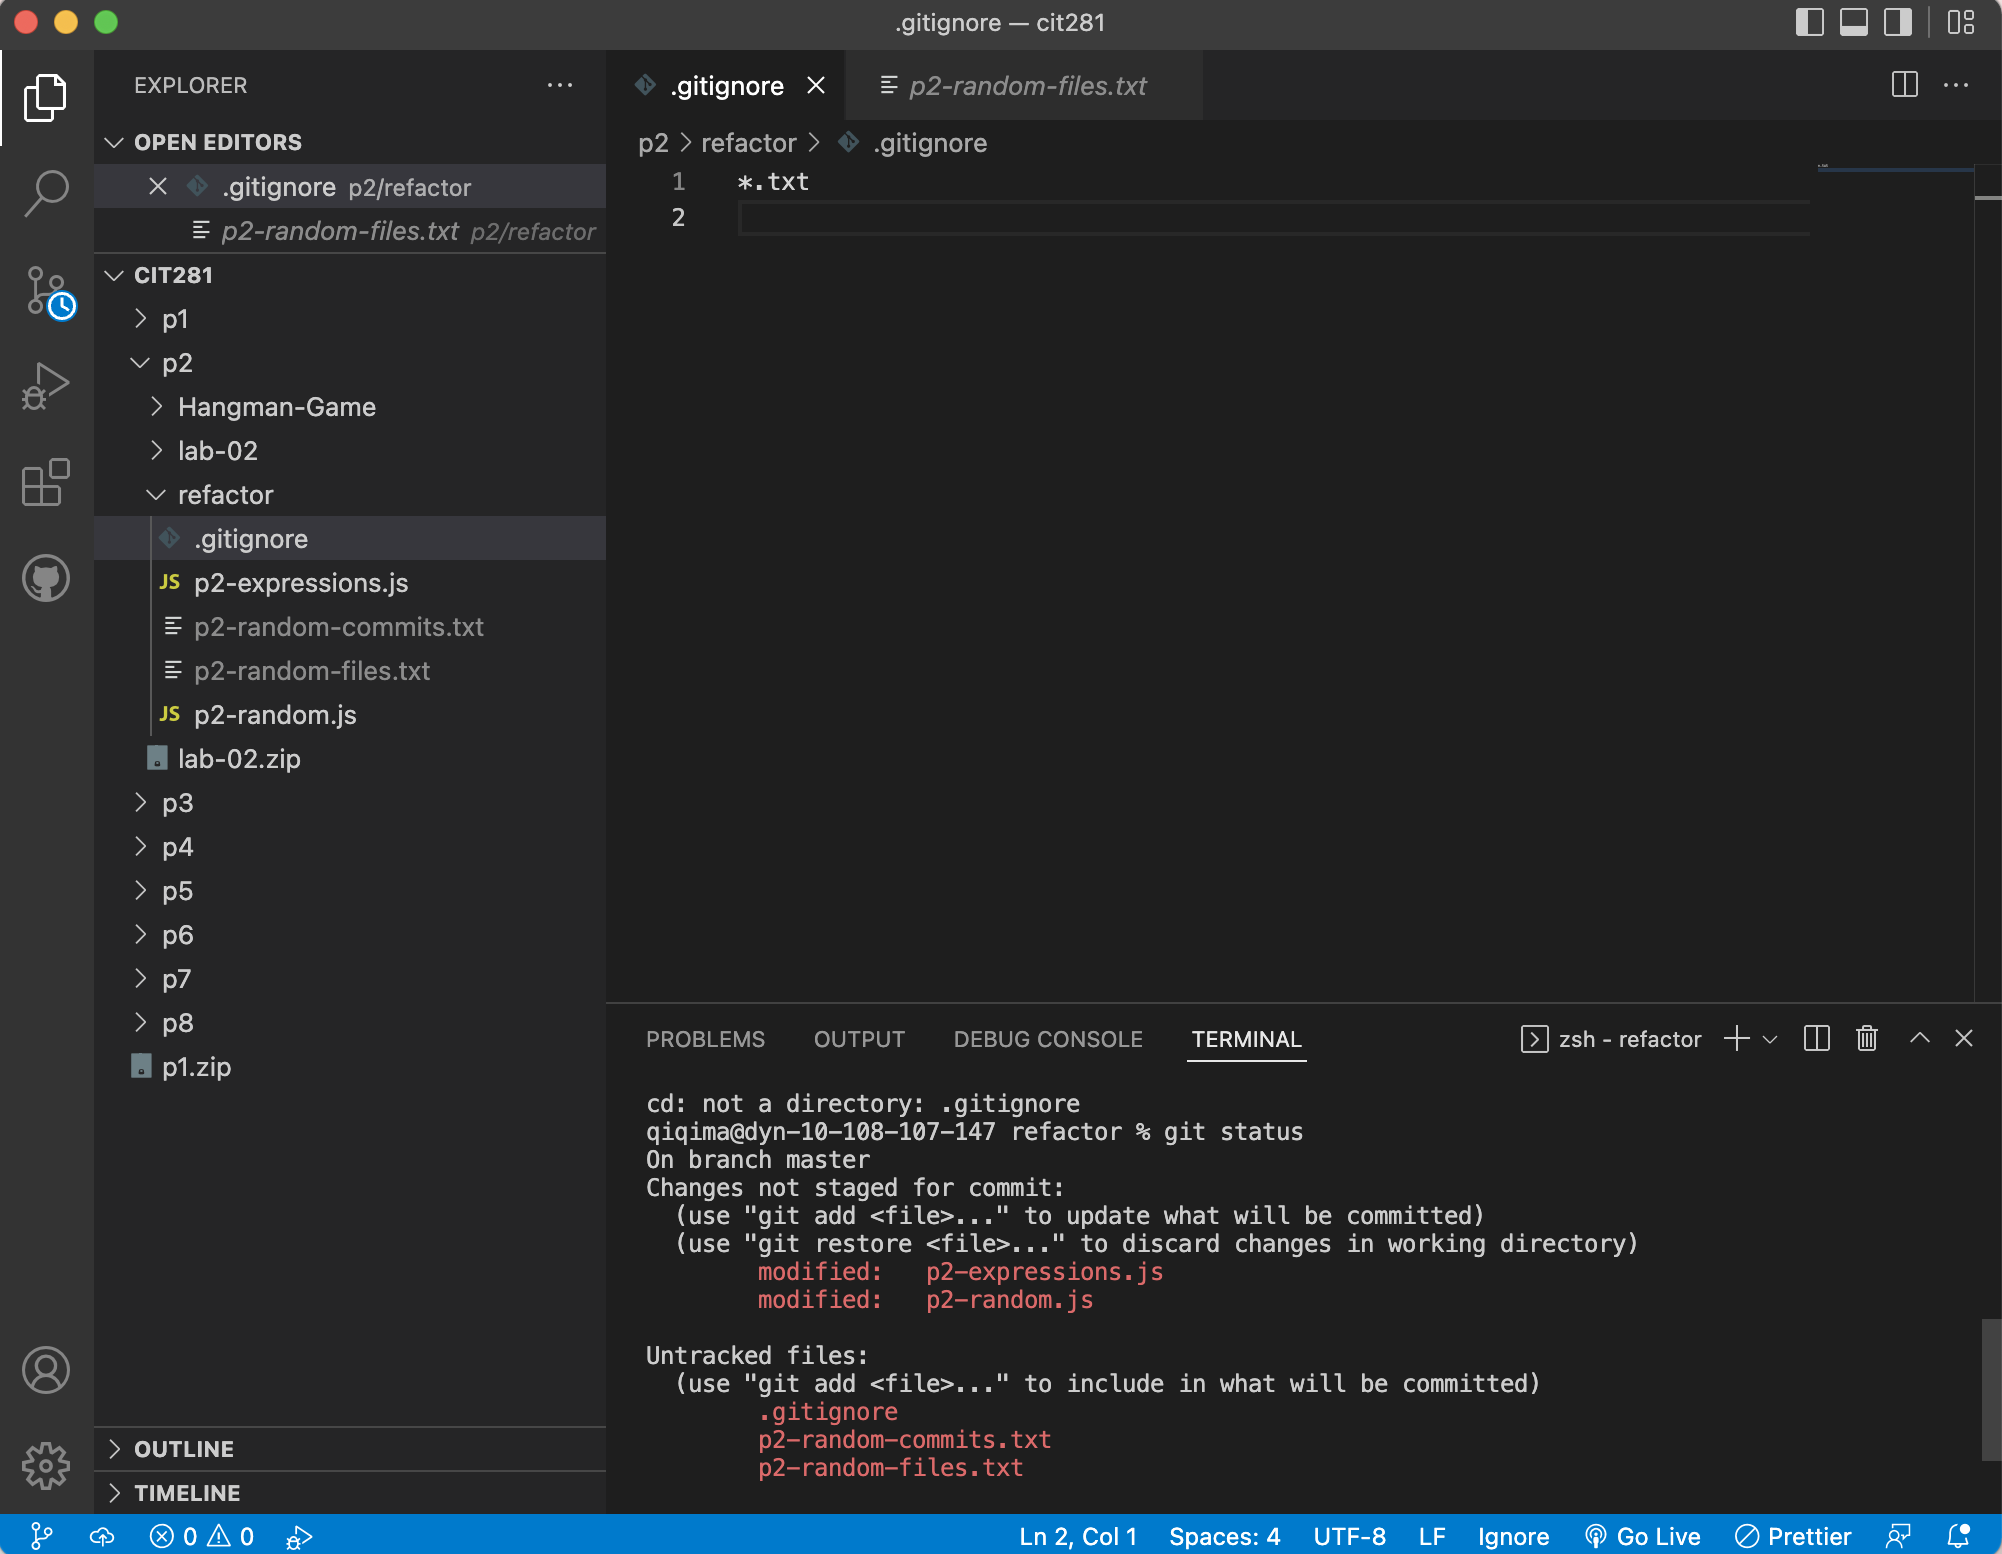 .gitignore — cit281
EXPLORER
OPEN EDITORS
.gitignore p2/refactor
p2-random-files.txt p2/refactor
CIT281
p1
p2
Hangman-Game
lab-02
refactor
.gitignore
JS p2-expressions.js
p2-random-commits.txt
p2-random-files.txt
JS p2-random.js
lab-02.zip
p3
p4
p5
p6
p7
p8
p1.zip
OUTLINE
TIMELINE
.gitignore
p2-random-files.txt
p2 > refactor > .gitignore
1 *.txt
2
PROBLEMS OUTPUT DEBUG CONSOLE TERMINAL zsh - refactor
cd: not a directory: .gitignore
qiqima@dyn-10-108-107-147 refactor % git status
On branch master
Changes not staged for commit:
(use "git add <file>..." to update what will be committed)
(use "git restore <file>..." to discard changes in working directory)
modified: p2-expressions.js
modified: p2-random.js
Untracked files:
(use "git add <file>..." to include in what will be committed)
.gitignore
p2-random-commits.txt
p2-random-files.txt
0 0 Ln 2, Col 1 Spaces: 4 UTF-8 LF Ignore Go Live Prettier